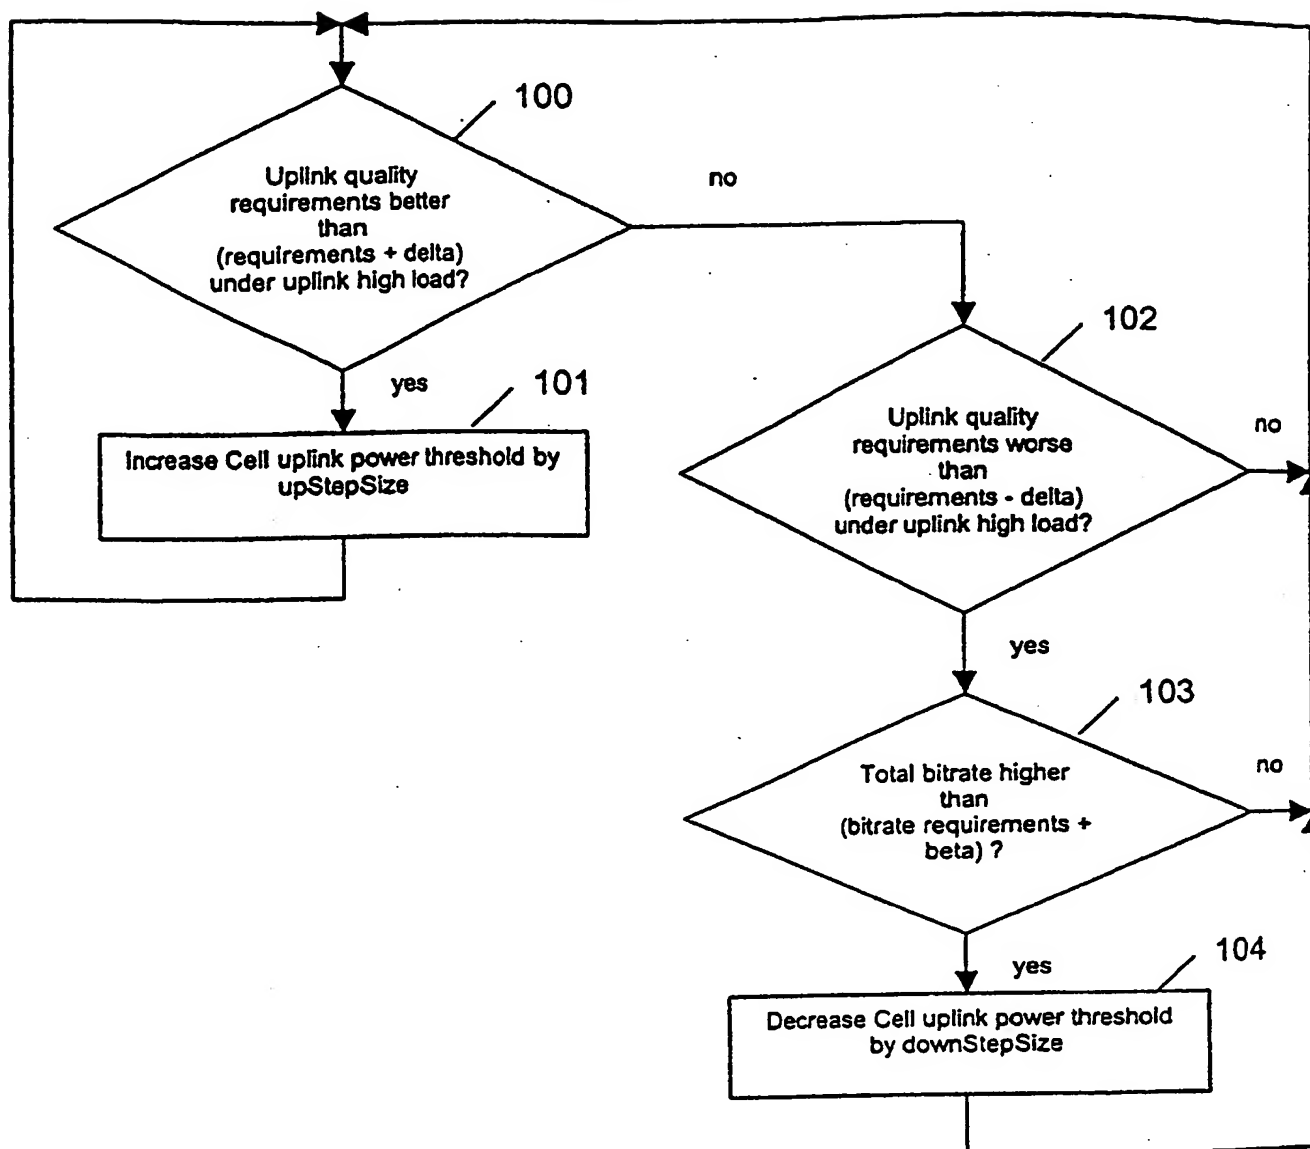 100
Uplink quality
requirements better
than
(requirements + delta)
under uplink high load?
no
yes
101
Increase Cell uplink power threshold by
upStepSize
102
Uplink quality
requirements worse
than
(requirements - delta)
under uplink high load?
no
yes
103
Total bitrate higher
than
(bitrate requirements +
beta) ?
no
yes
104
Decrease Cell uplink power threshold
by downStepSize